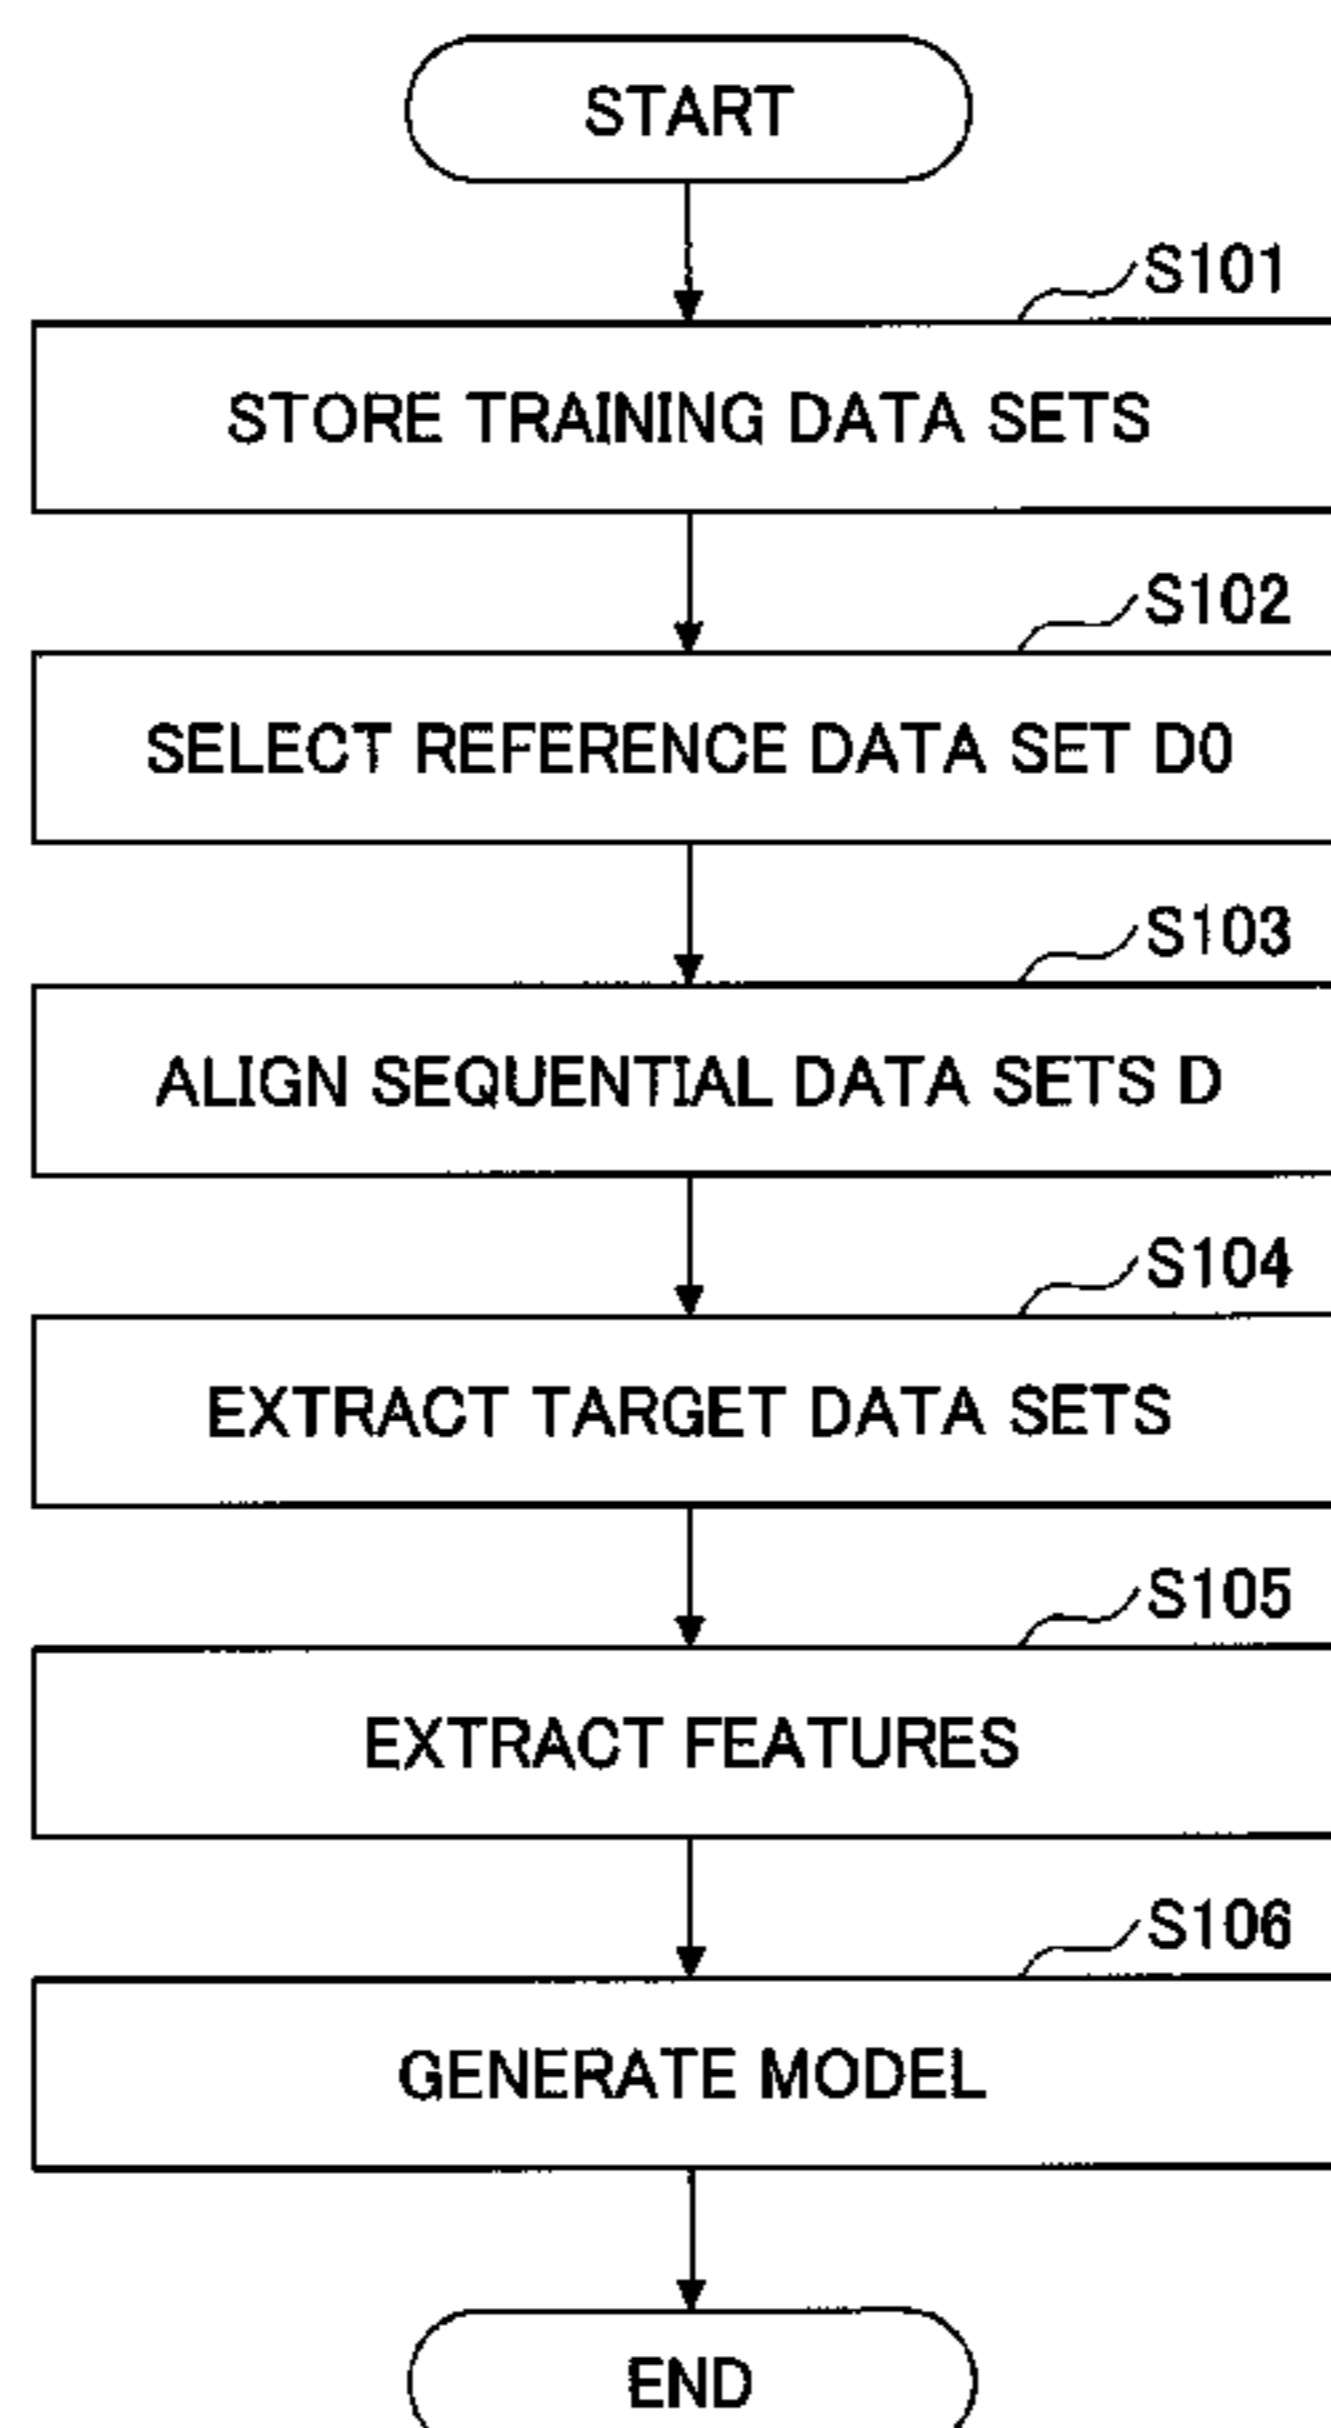 START
S101
STORE TRAINING DATA SETS
S102
SELECT REFERENCE DATA SET D0
S103
ALIGN SEQUENTIAL DATA SETS D
S104
EXTRACT TARGET DATA SETS
S105
EXTRACT FEATURES
S106
GENERATE MODEL
END